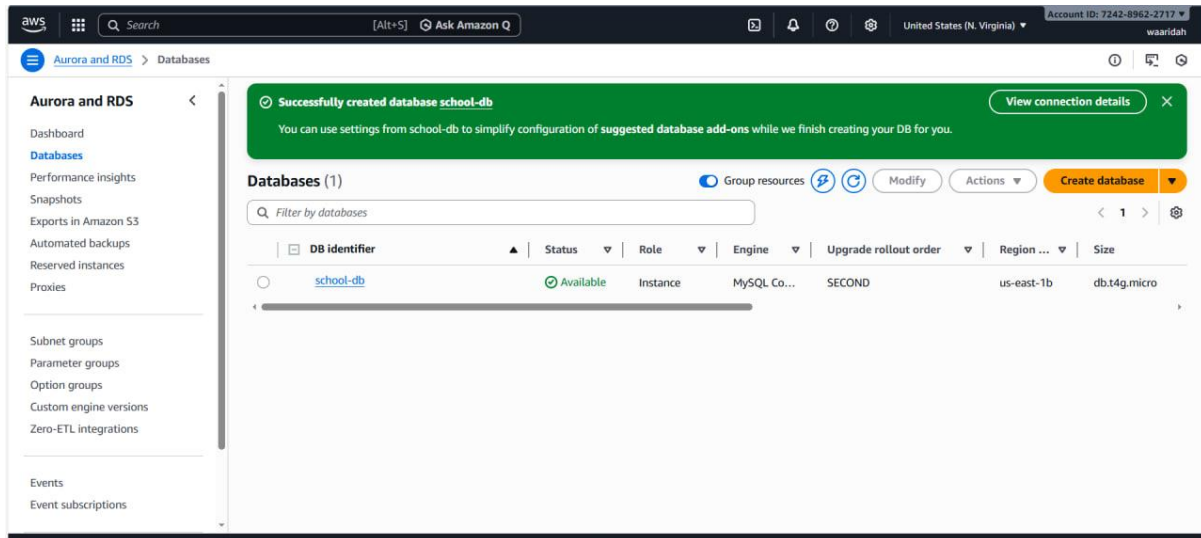 aws
Search [Alt+S] Ask Amazon Q United States (N. Virginia) ▼ Account ID: 7242-8962-2717 ▼
waaridah
Aurora and RDS > Databases
Aurora and RDS
Dashboard
Databases
Performance insights
Snapshots
Exports in Amazon S3
Automated backups
Reserved instances
Proxies
Subnet groups
Parameter groups
Option groups
Custom engine versions
Zero-ETL integrations
Events
Event subscriptions
Successfully created database school-db View connection details
You can use settings from school-db to simplify configuration of suggested database add-ons while we finish creating your DB for you.
Databases (1) Group resources Modify Actions ▼ Create database ▼
Filter by databases < 1 >
DB identifier Status Role Engine Upgrade rollout order Region ... Size
school-db Available Instance MySQL Co... SECOND us-east-1b db.t4g.micro